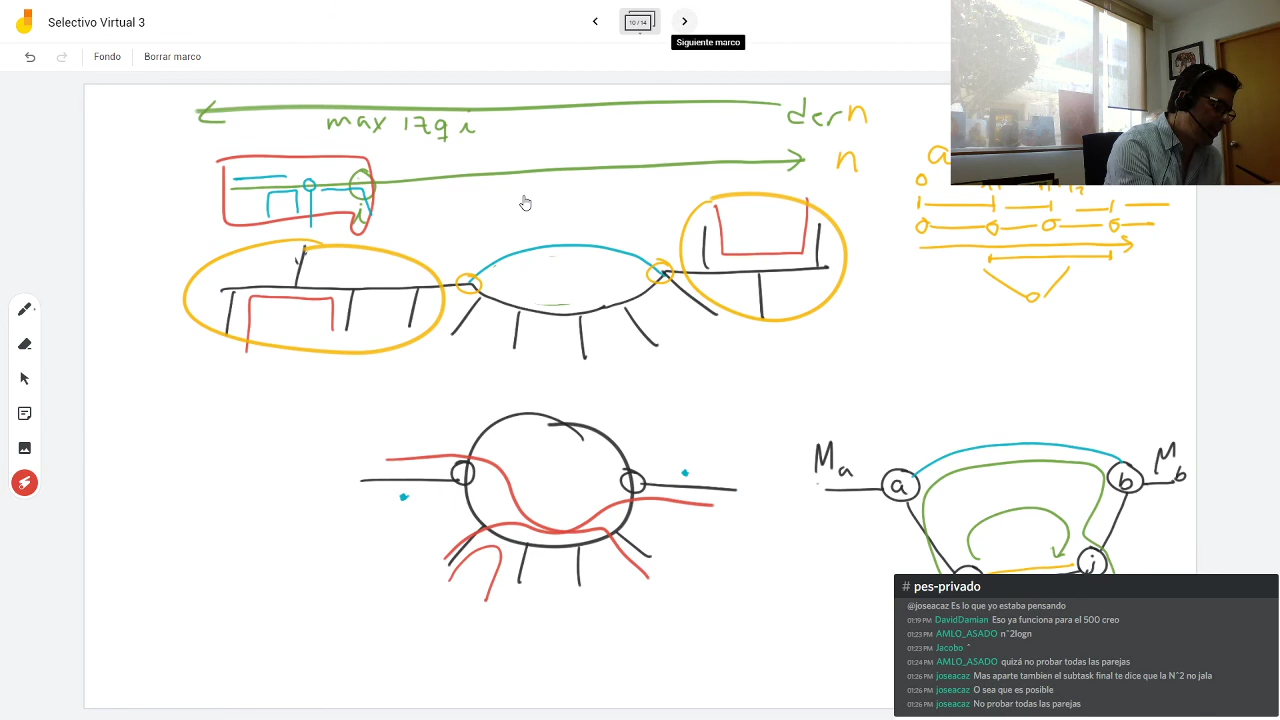 Selectivo Virtual 3
10 / 14
Siguiente marco
Fondo
Borrar marco
der n
max izq i
n
a
i
Ma
a
b
Mb
j
# pes-privado
@joseacaz Es lo que yo estaba pensando
01:19 PM DavidDamian Eso ya funciona para el 500 creo
01:23 PM AMLO_ASADO n^2logn
01:23 PM Jacobo ^
01:24 PM AMLO_ASADO quizá no probar todas las parejas
01:26 PM joseacaz Mas aparte tambien el subtask final te dice que la N^2 no jala
01:26 PM joseacaz O sea que es posible
01:26 PM joseacaz No probar todas las parejas